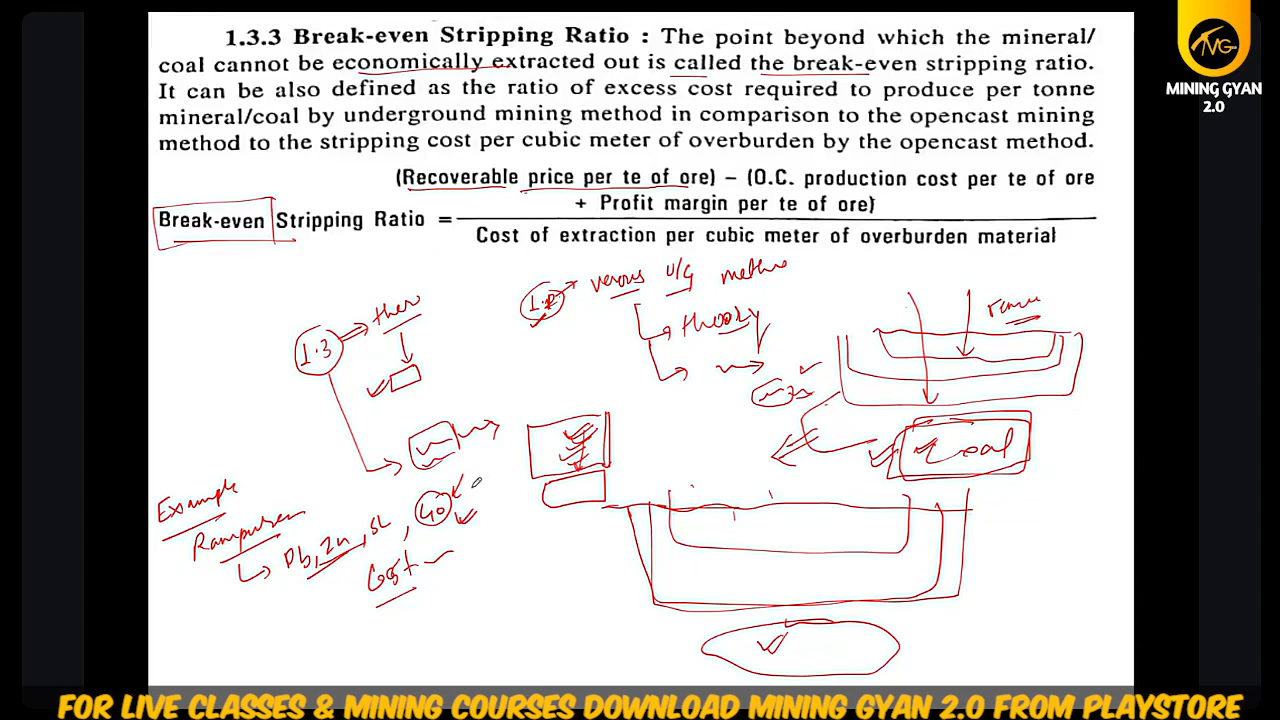 1.3.3 Break-even Stripping Ratio : The point beyond which the mineral/
coal cannot be economically extracted out is called the break-even stripping ratio.
It can be also defined as the ratio of excess cost required to produce per tonne
mineral/coal by underground mining method in comparison to the opencast mining
method to the stripping cost per cubic meter of overburden by the opencast method.
(Recoverable price per te of ore) – (O.C. production cost per te of ore
+ Profit margin per te of ore)
Break-even Stripping Ratio =
Cost of extraction per cubic meter of overburden material
TVG
MINING GYAN
2.0
U/G
theory
1.3
Coal
Example
Pb, Zn,
40
Cost
FOR LIVE CLASSES & MINING COURSES DOWNLOAD MINING GYAN 2.0 FROM PLAYSTORE